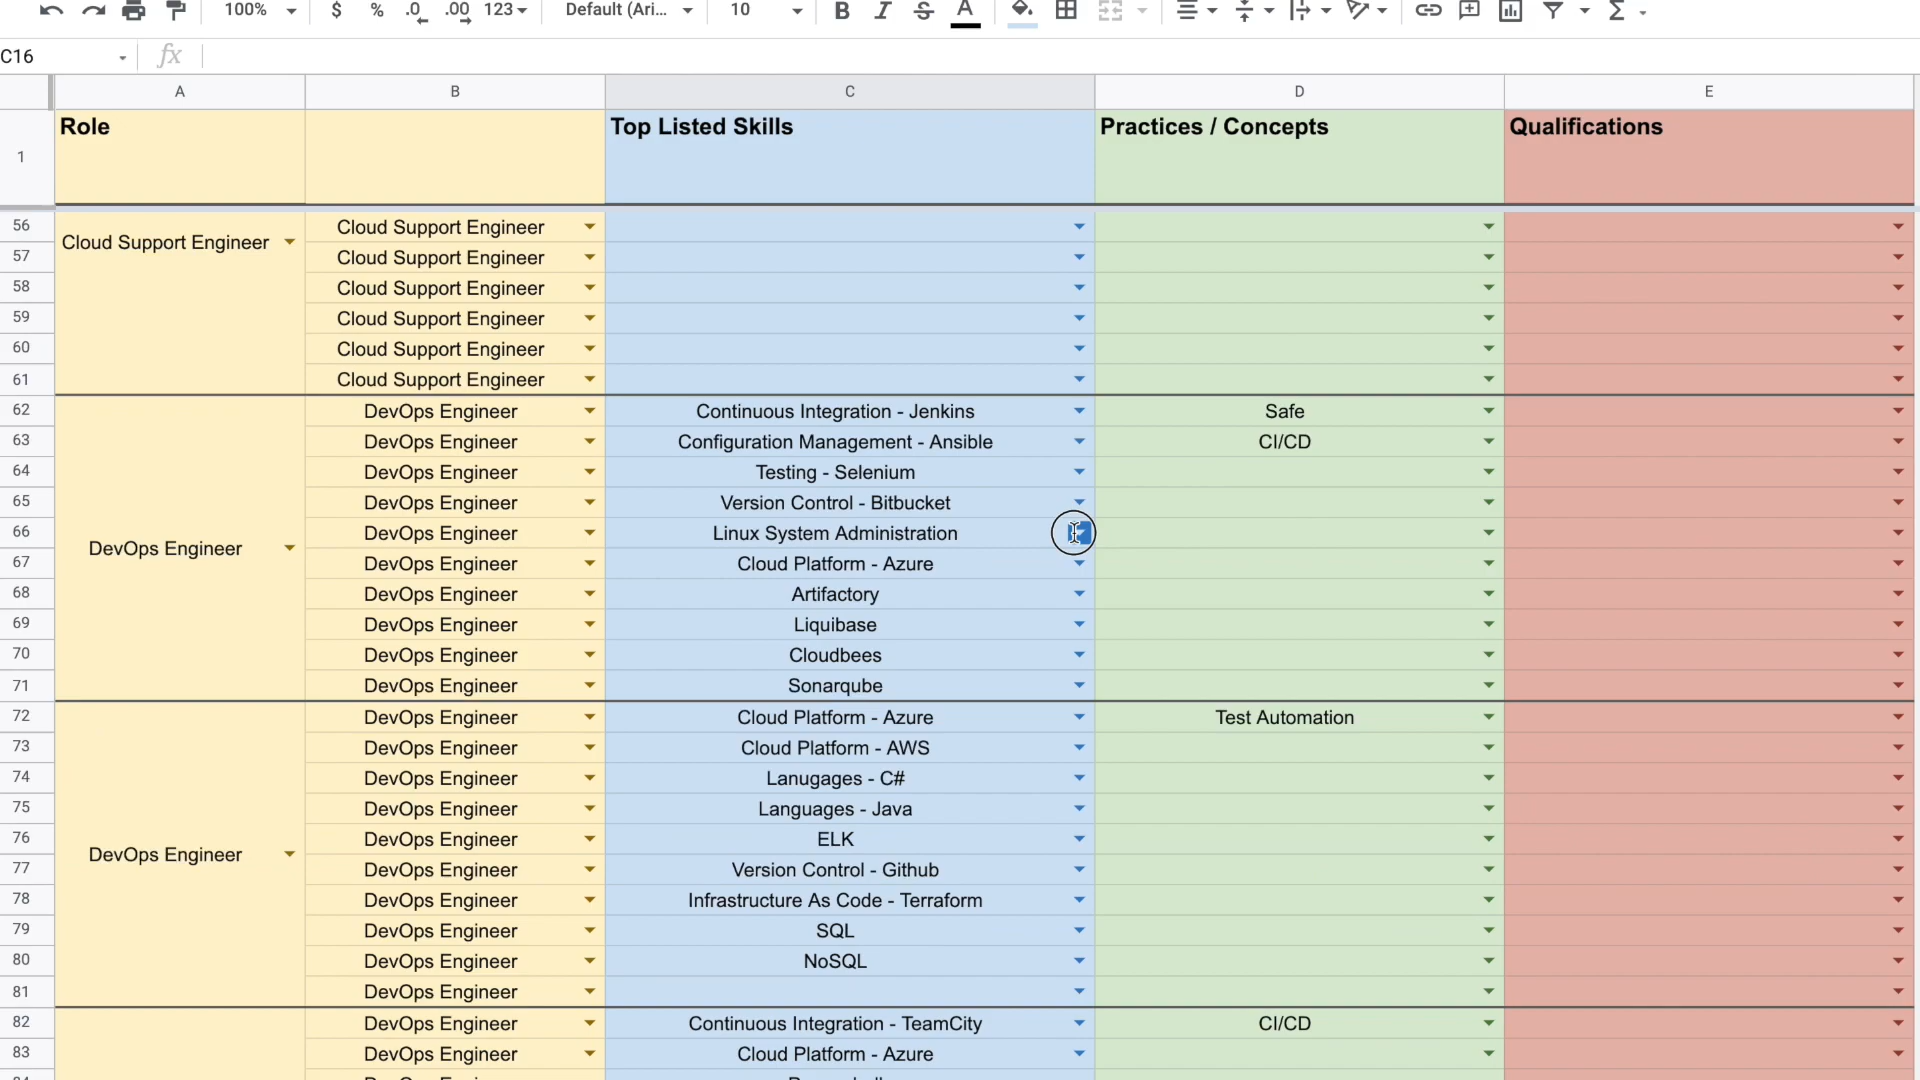 100% $ % .0 .00 123 Default (Ari... 10 B I S A Σ
C16 fx
A B C D E
1 Role Top Listed Skills Practices / Concepts Qualifications
56 Cloud Support Engineer Cloud Support Engineer
57 Cloud Support Engineer
58 Cloud Support Engineer
59 Cloud Support Engineer
60 Cloud Support Engineer
61 Cloud Support Engineer
62 DevOps Engineer Continuous Integration - Jenkins Safe
63 DevOps Engineer Configuration Management - Ansible CI/CD
64 DevOps Engineer Testing - Selenium
65 DevOps Engineer Version Control - Bitbucket
66 DevOps Engineer DevOps Engineer Linux System Administration
67 DevOps Engineer Cloud Platform - Azure
68 DevOps Engineer Artifactory
69 DevOps Engineer Liquibase
70 DevOps Engineer Cloudbees
71 DevOps Engineer Sonarqube
72 DevOps Engineer Cloud Platform - Azure Test Automation
73 DevOps Engineer Cloud Platform - AWS
74 DevOps Engineer Lanugages - C#
75 DevOps Engineer Languages - Java
76 DevOps Engineer DevOps Engineer ELK
77 DevOps Engineer Version Control - Github
78 DevOps Engineer Infrastructure As Code - Terraform
79 DevOps Engineer SQL
80 DevOps Engineer NoSQL
81 DevOps Engineer
82 DevOps Engineer Continuous Integration - TeamCity CI/CD
83 DevOps Engineer Cloud Platform - Azure